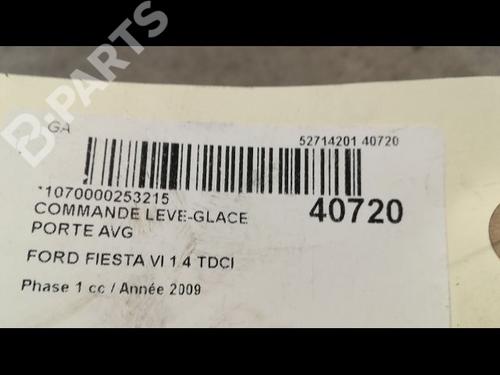 B-PARTS
GA
52714201 40720
*1070000253215
COMMANDE LEVE-GLACE
40720
PORTE AVG
FORD FIESTA VI 1.4 TDCI
Phase 1 cc / Année 2009